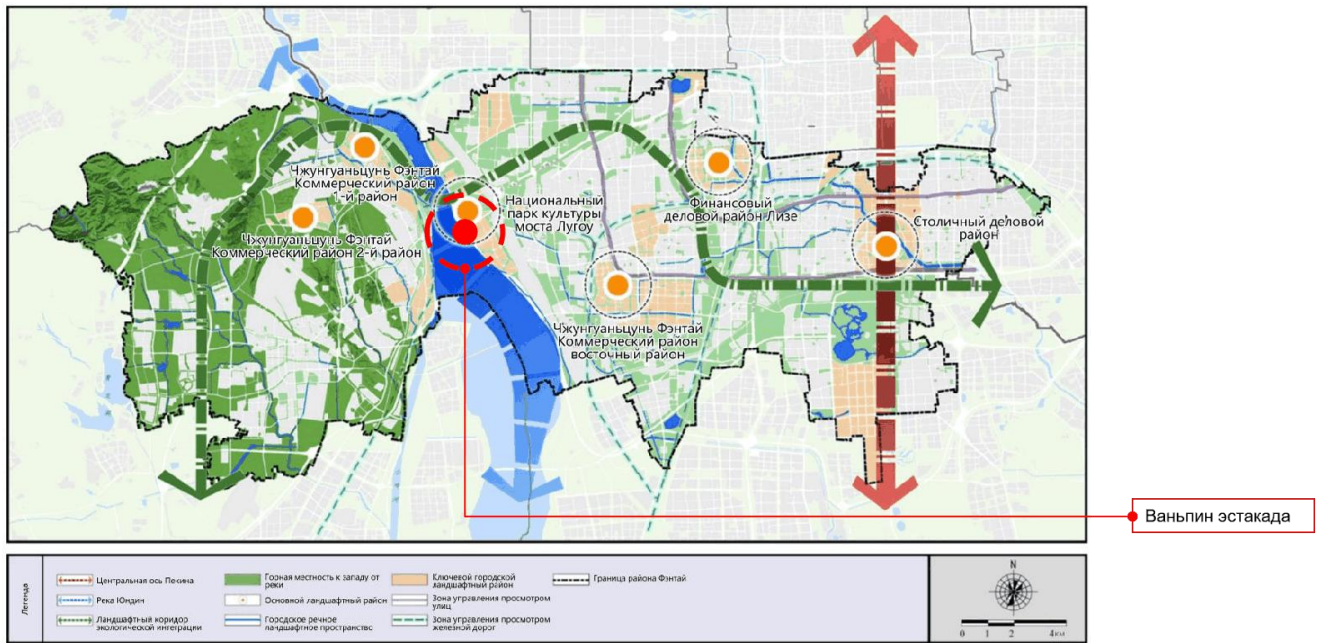 Чжунгуаньцунь Фэнтай
Коммерческий район
1-й район
Чжунгуаньцунь Фэнтай
Коммерческий район 2-й район
Национальный
парк культуры
моста Лугоу
Финансовый
деловой район Лизе
Столичный деловой
район
Чжунгуаньцунь Фэнтай
Коммерческий район
восточный район
Ваньпин эстакада
Легенда
Центральная ось Пекина
Река Юндин
Ландшафтный коридор
экологической интеграции
Горная местность к западу от
реки
Основной ландшафтный район
Городское речное
ландшафтное пространство
Ключевой городской
ландшафтный район
Зона управления просмотром
улиц
Зона управления просмотром
железной дорог
Граница района Фэнтай
N
0 1 2 4км